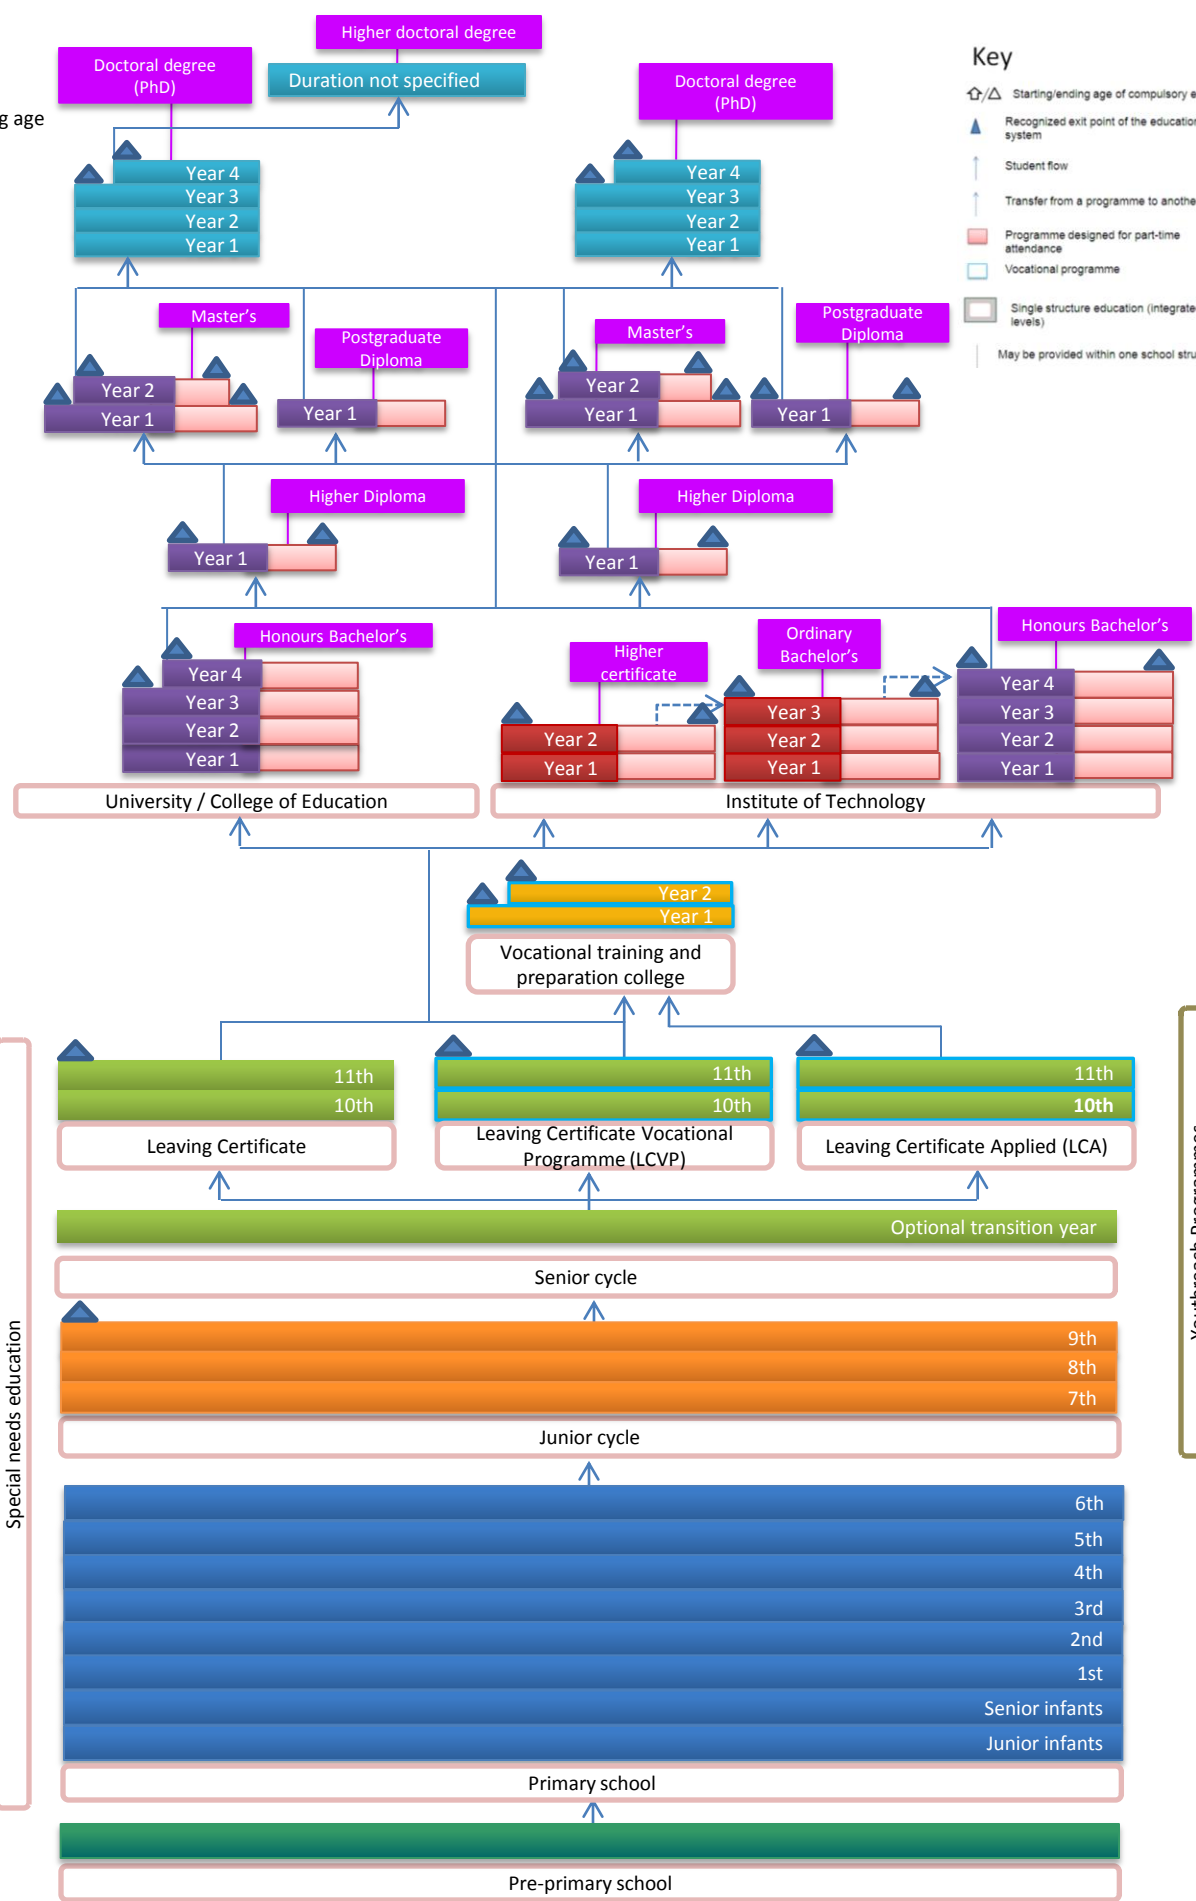 Higher doctoral degree
Doctoral degree
(PhD)
Duration not specified
Doctoral degree
(PhD)
g age
Key
Starting/ending age of compulsory e
Recognized exit point of the education
system
Student flow
Transfer from a programme to anothe
Programme designed for part-time
attendance
Vocational programme
Single structure education (integrate
levels)
May be provided within one school stru
Year 4
Year 3
Year 2
Year 1
Year 4
Year 3
Year 2
Year 1
Master's
Postgraduate
Diploma
Master's
Postgraduate
Diploma
Year 2
Year 1
Year 1
Year 2
Year 1
Year 1
Higher Diploma
Higher Diploma
Year 1
Year 1
Honours Bachelor's
Higher
certificate
Ordinary
Bachelor's
Honours Bachelor's
Year 4
Year 3
Year 2
Year 1
Year 2
Year 1
Year 3
Year 2
Year 1
Year 4
Year 3
Year 2
Year 1
University / College of Education
Institute of Technology
Year 2
Year 1
Vocational training and
preparation college
11th
10th
Leaving Certificate
11th
10th
Leaving Certificate Vocational
Programme (LCVP)
11th
10th
Leaving Certificate Applied (LCA)
Optional transition year
Senior cycle
9th
8th
7th
Junior cycle
6th
5th
4th
3rd
2nd
1st
Senior infants
Junior infants
Primary school
Pre-primary school
Special needs education
Youthreach Programmes